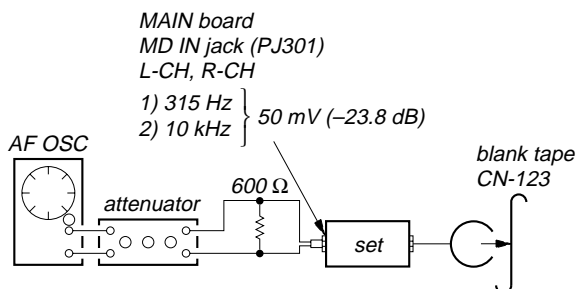 MAIN board
MD IN jack (PJ301)
L-CH, R-CH
1) 315 Hz
2) 10 kHz
50 mV (–23.8 dB)
AF OSC
attenuator
600 Ω
set
blank tape
CN-123